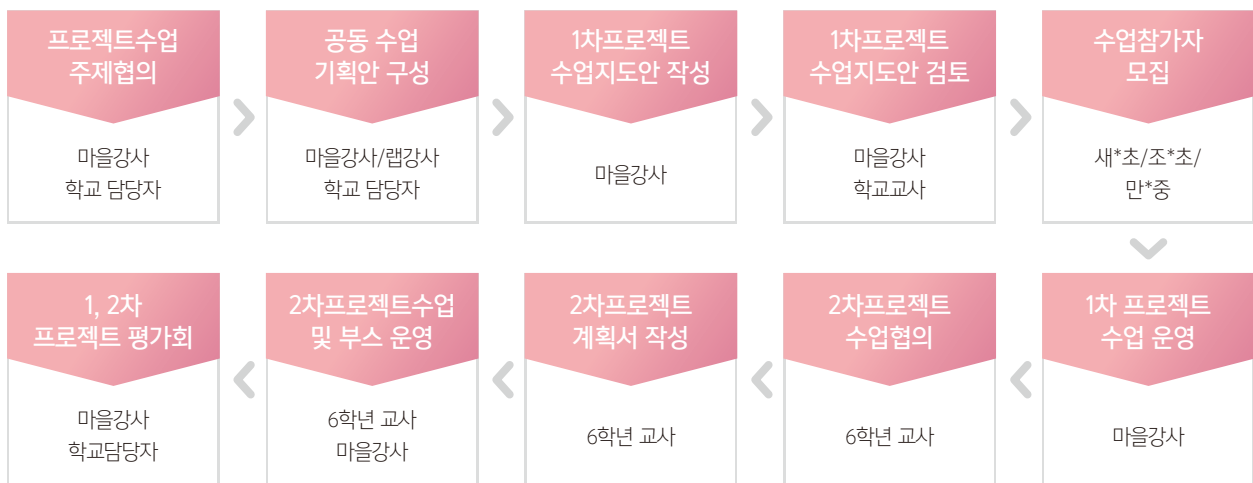 프로젝트수업
주제협의
마을강사
학교 담당자
공동 수업
기획안 구성
마을강사/랩강사
학교 담당자
1차프로젝트
수업지도안 작성
마을강사
1차프로젝트
수업지도안 검토
마을강사
학교교사
수업참가자
모집
새*초/조*초/
만*중
1차 프로젝트
수업 운영
마을강사
2차프로젝트
수업협의
6학년 교사
2차프로젝트
계획서 작성
6학년 교사
2차프로젝트수업
및 부스 운영
6학년 교사
마을강사
1, 2차
프로젝트 평가회
마을강사
학교담당자